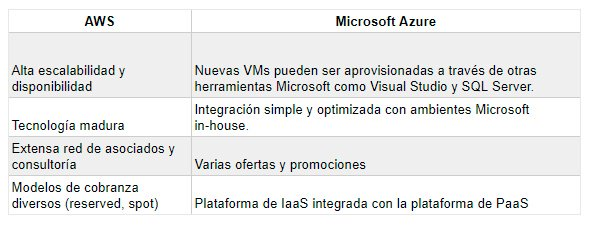 AWS
Microsoft Azure
Alta escalabilidad y
disponibilidad
Nuevas VMs pueden ser aprovisionadas a través de otras
herramientas Microsoft como Visual Studio y SQL Server.
Tecnología madura
Integración simple y optimizada con ambientes Microsoft
in-house.
Extensa red de asociados y
consultoría
Varias ofertas y promociones
Modelos de cobranza
diversos (reserved, spot)
Plataforma de IaaS integrada con la plataforma de PaaS